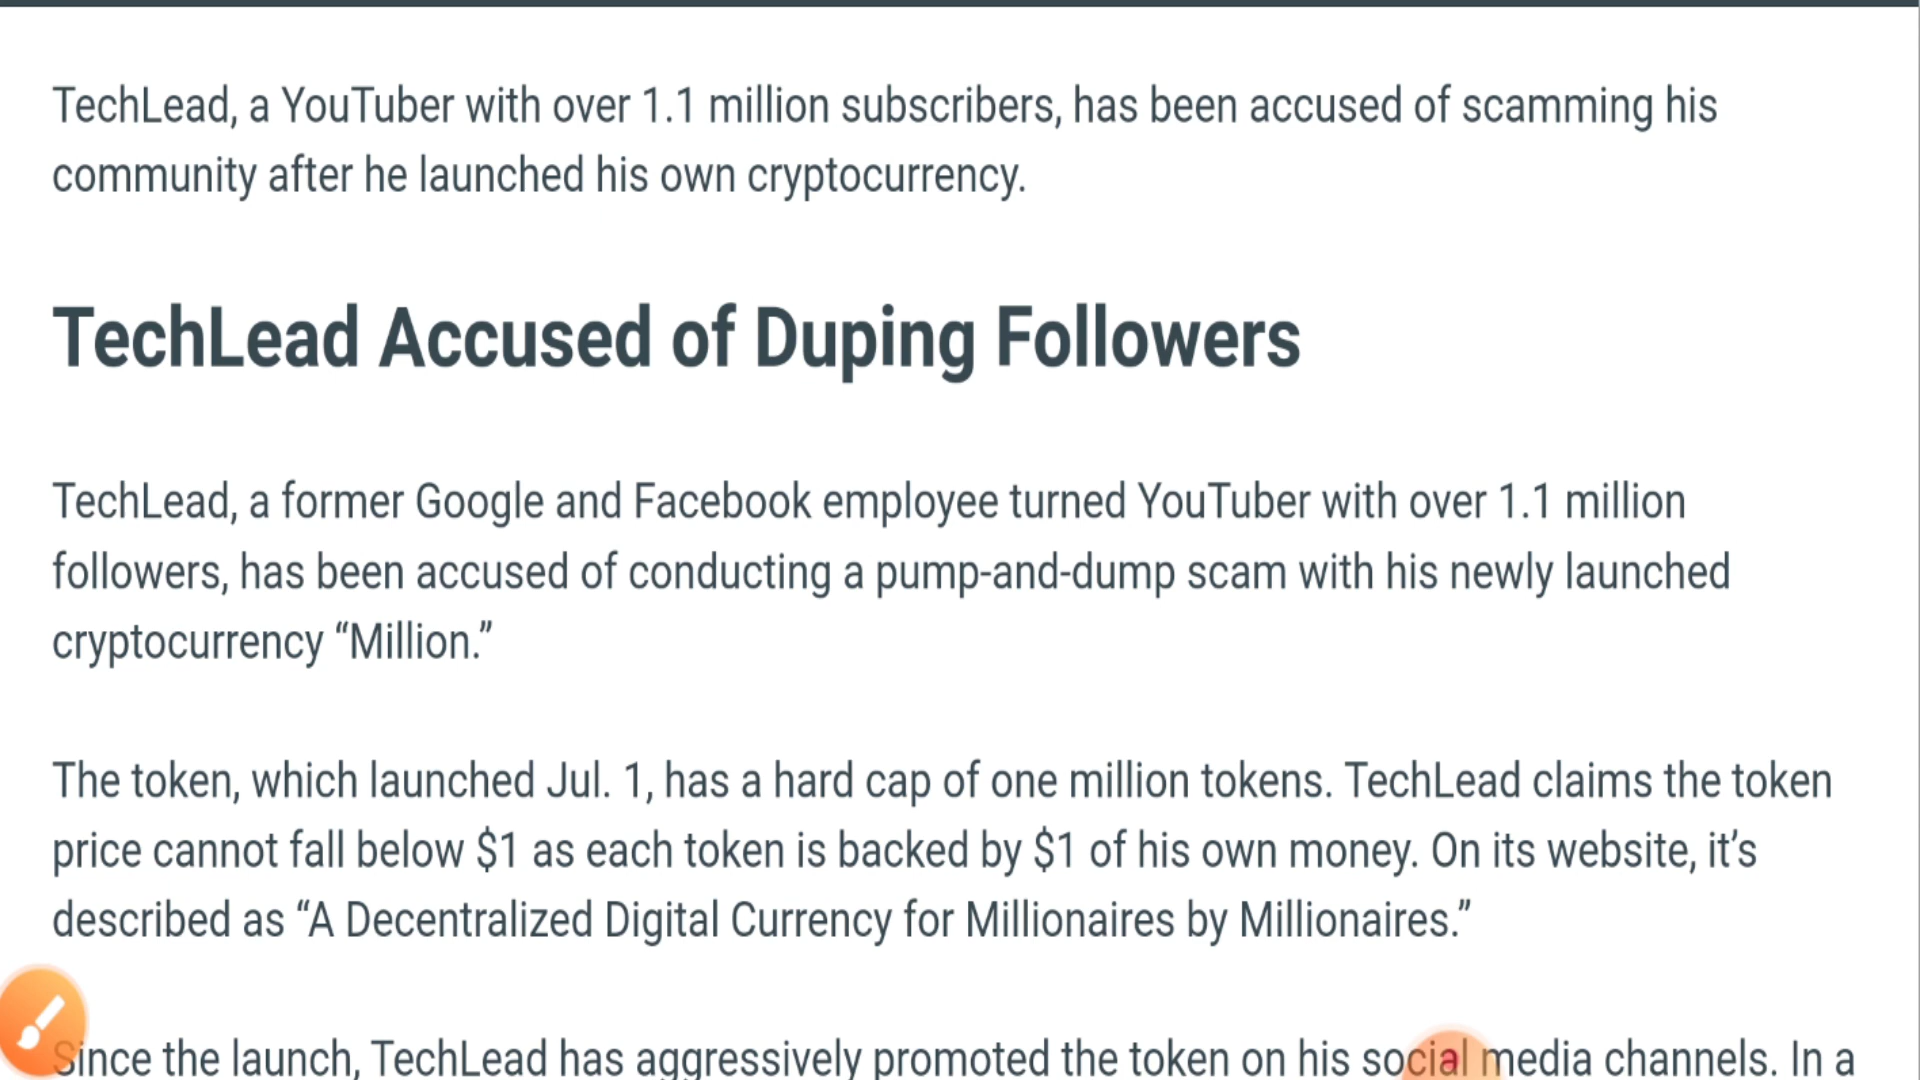 TechLead, a YouTuber with over 1.1 million subscribers, has been accused of scamming his
community after he launched his own cryptocurrency.
TechLead Accused of Duping Followers
TechLead, a former Google and Facebook employee turned YouTuber with over 1.1 million
followers, has been accused of conducting a pump-and-dump scam with his newly launched
cryptocurrency “Million.”
The token, which launched Jul. 1, has a hard cap of one million tokens. TechLead claims the token
price cannot fall below $1 as each token is backed by $1 of his own money. On its website, it’s
described as “A Decentralized Digital Currency for Millionaires by Millionaires.”
Since the launch, TechLead has aggressively promoted the token on his social media channels. In a